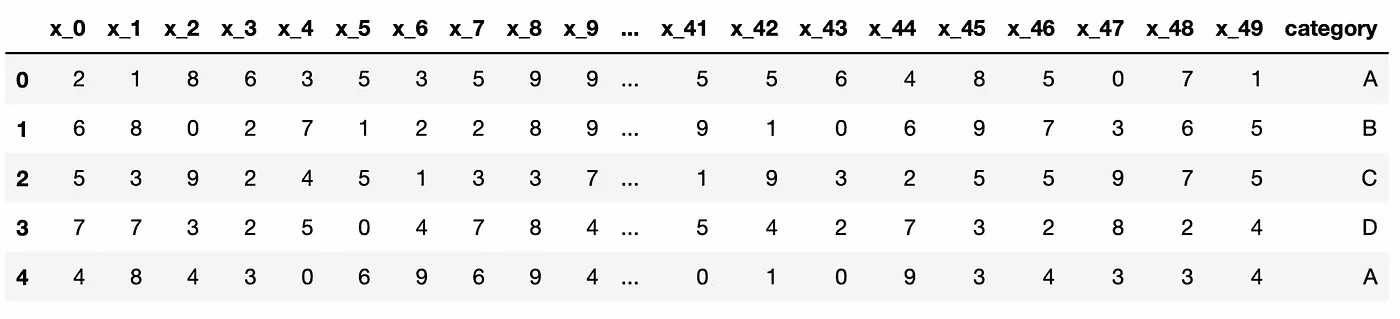 x_0 x_1 x_2 x_3 x_4 x_5 x_6 x_7 x_8 x_9 ... x_41 x_42 x_43 x_44 x_45 x_46 x_47 x_48 x_49 category
0 2 1 8 6 3 5 3 5 9 9 ... 5 5 6 4 8 5 0 7 1 A
1 6 8 0 2 7 1 2 2 8 9 ... 9 1 0 6 9 7 3 6 5 B
2 5 3 9 2 4 5 1 3 3 7 ... 1 9 3 2 5 5 9 7 5 C
3 7 7 3 2 5 0 4 7 8 4 ... 5 4 2 7 3 2 8 2 4 D
4 4 8 4 3 0 6 9 6 9 4 ... 0 1 0 9 3 4 3 3 4 A